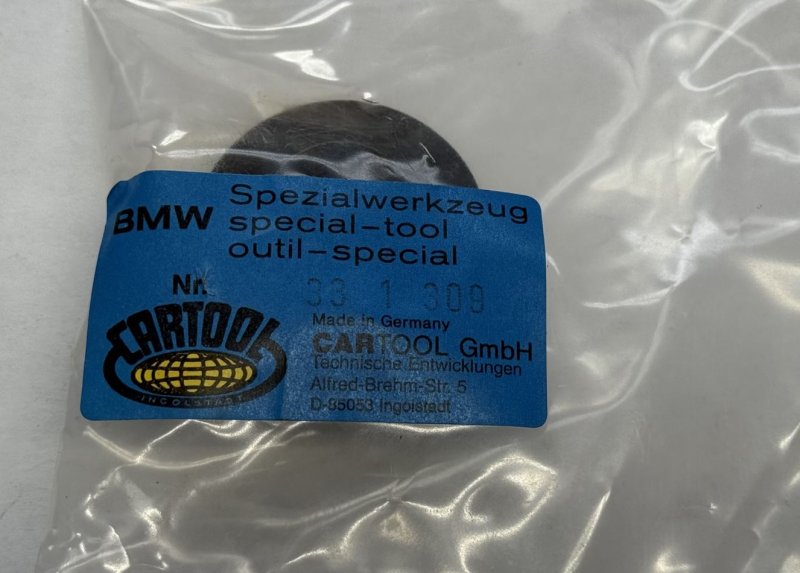 BMW Spezialwerkzeug
special-tool
outil-special
Nr. 33 1 309
CARTOOL
INGOLSTADT
Made in Germany
CARTOOL GmbH
Technische Entwicklungen
Alfred-Brehm-Str. 5
D-85053 Ingolstadt